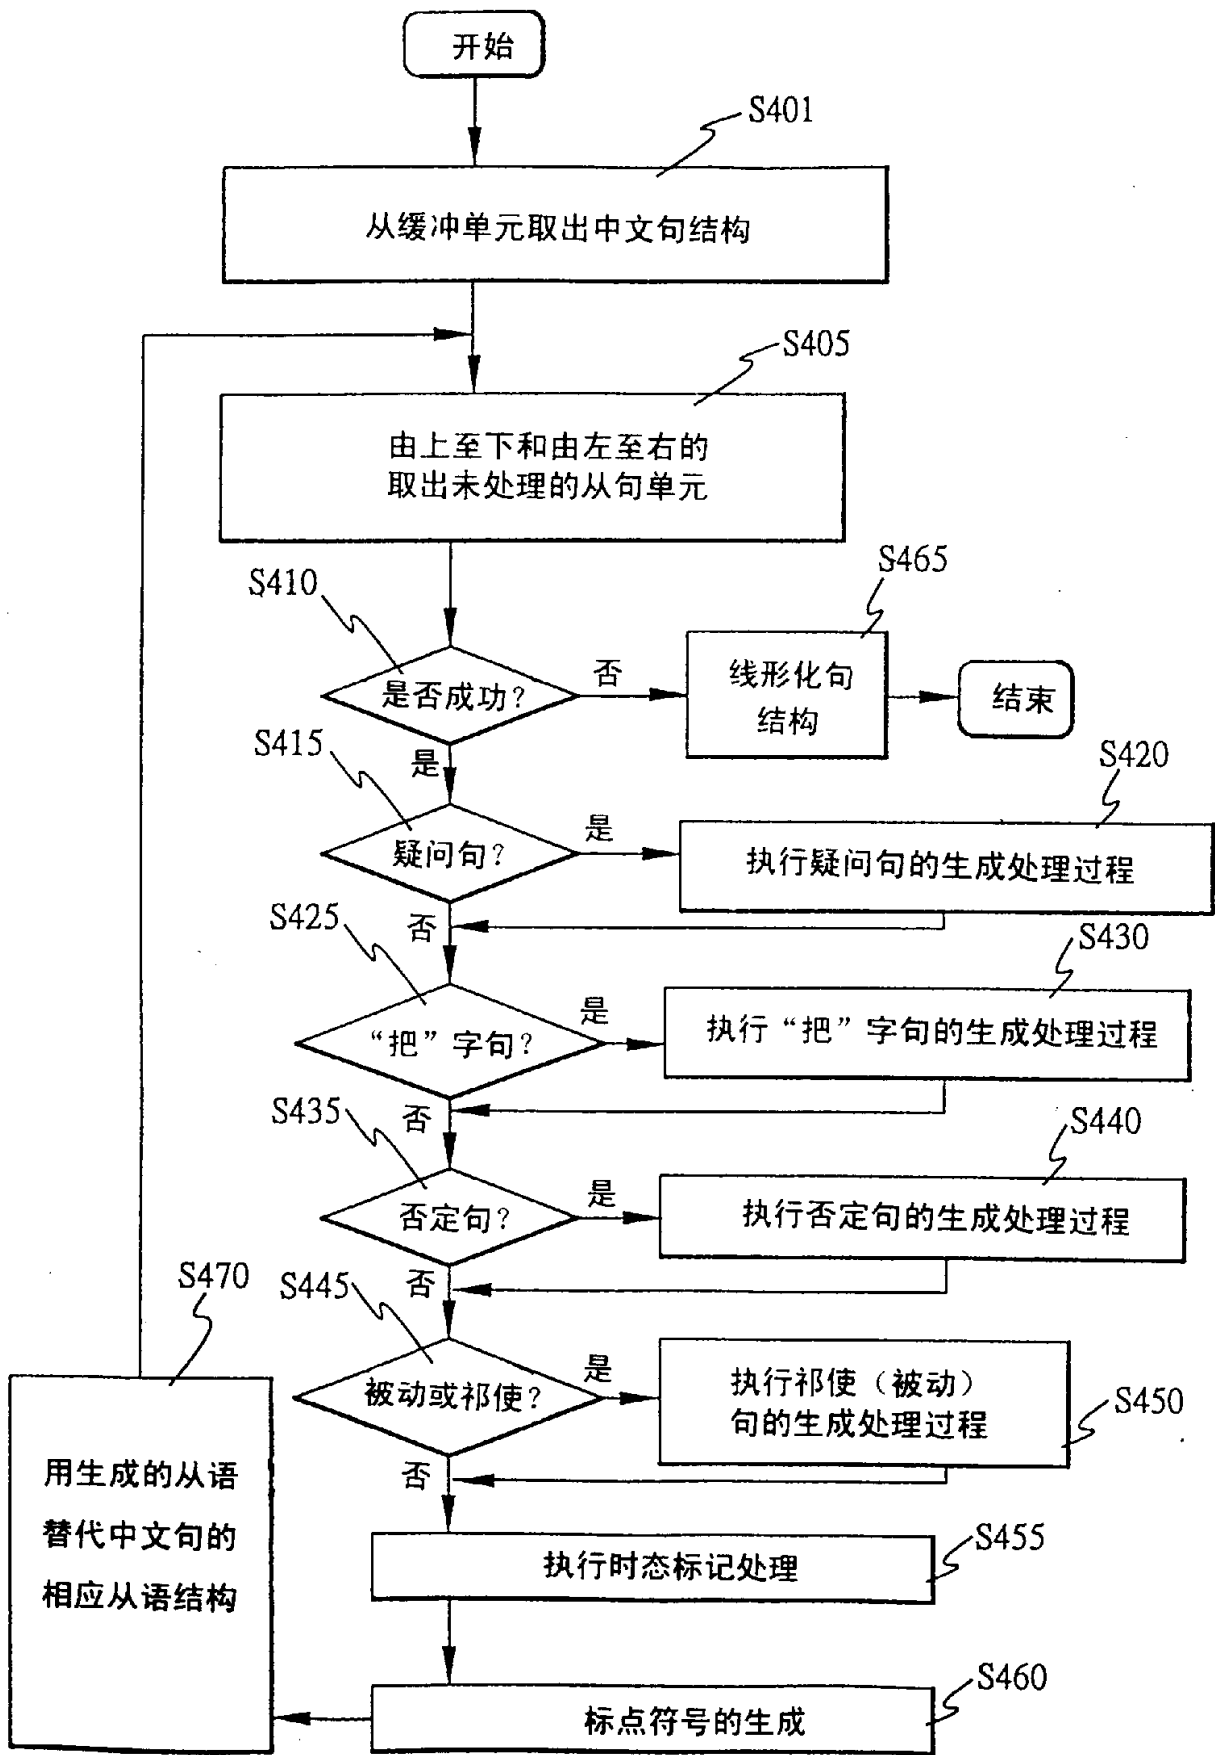 开始
S401
从缓冲单元取出中文句结构
S405
由上至下和由左至右的
取出未处理的从句单元
S410
是否成功?
否
S465
线形化句
结构
结束
是
S415
疑问句?
是
S420
执行疑问句的生成处理过程
否
S425
“把”字句?
是
S430
执行“把”字句的生成处理过程
否
S435
否定句?
是
S440
执行否定句的生成处理过程
否
S445
被动或祁使?
是
执行祁使(被动)
句的生成处理过程
S450
否
S455
执行时态标记处理
S460
标点符号的生成
S470
用生成的从语
替代中文句的
相应从语结构